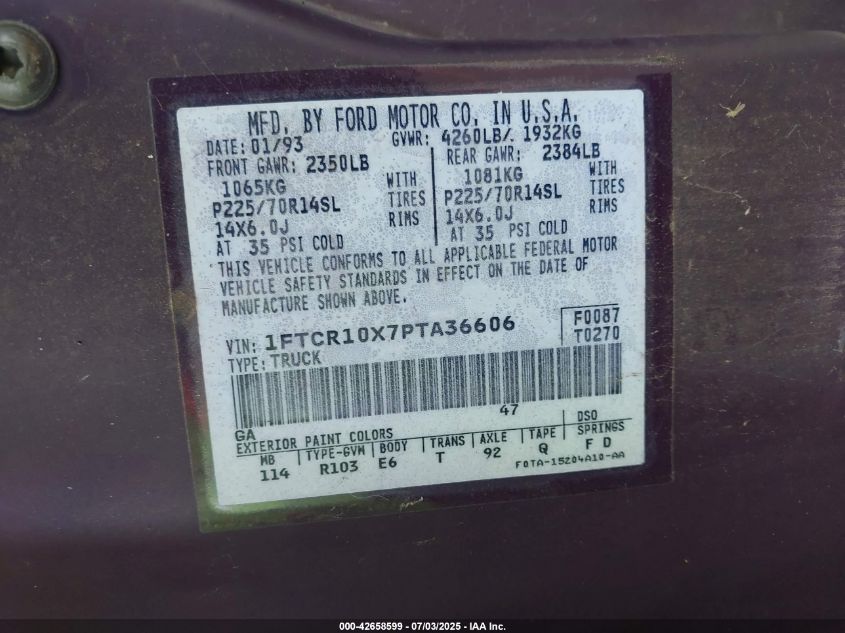 MFD. BY FORD MOTOR CO. IN U.S.A.
DATE: 01/93 GVWR: 4260LB/. 1932KG
FRONT GAWR: 2350LB REAR GAWR: 2384LB
1065KG WITH 1081KG WITH
P225/70R14SL TIRES P225/70R14SL TIRES
14X6.0J RIMS 14X6.0J RIMS
AT 35 PSI COLD AT 35 PSI COLD
THIS VEHICLE CONFORMS TO ALL APPLICABLE FEDERAL MOTOR
VEHICLE SAFETY STANDARDS IN EFFECT ON THE DATE OF
MANUFACTURE SHOWN ABOVE.
VIN: 1FTCR10X7PTA36606 F0087
TYPE: TRUCK T0270
47
GA DSO
EXTERIOR PAINT COLORS
MB TYPE-GVM BODY TRANS AXLE TAPE SPRINGS
114 R103 E6 T 92 Q F D
F0TA-15204A10-AA
000-42658599 - 07/03/2025 - IAA Inc.